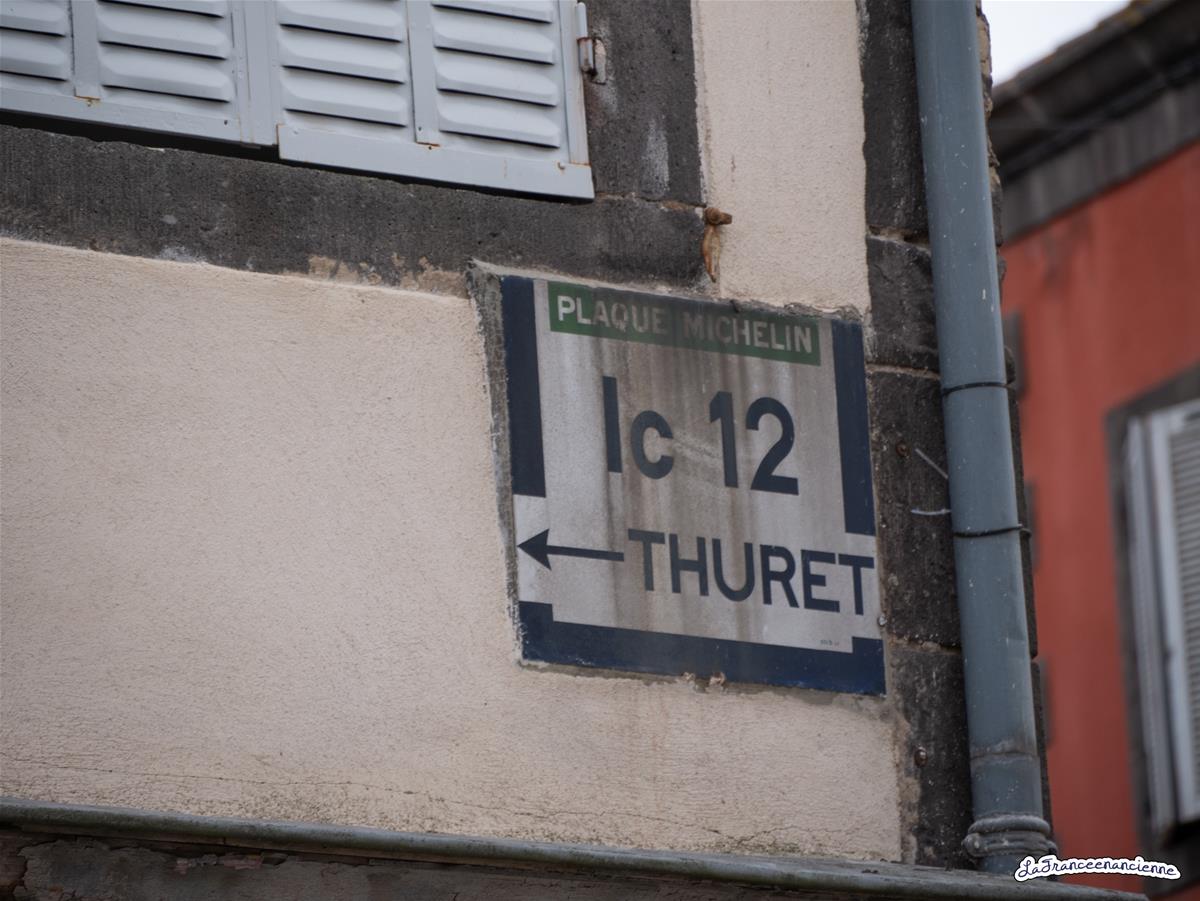 PLAQUE MICHELIN
Ic 12
THURET
LaFranceenancienne